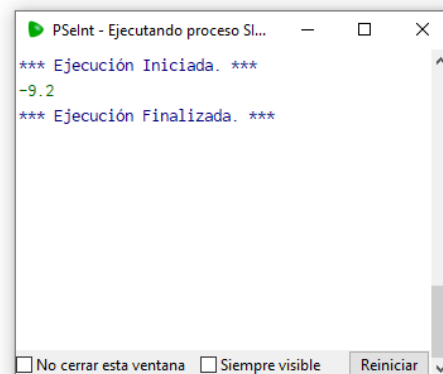 PSeInt - Ejecutando proceso SI...
*** Ejecución Iniciada. ***
-9.2
*** Ejecución Finalizada. ***
No cerrar esta ventana Siempre visible Reiniciar